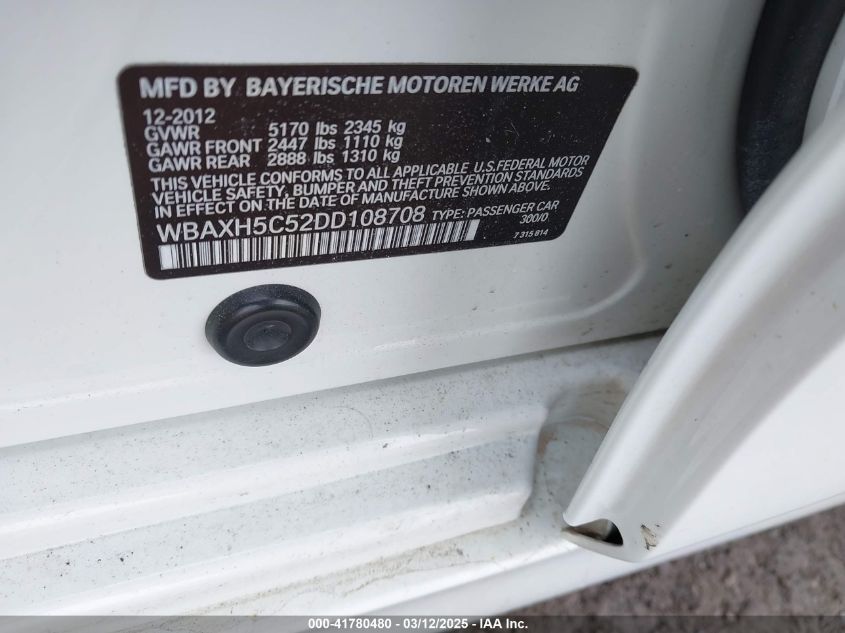 MFD BY BAYERISCHE MOTOREN WERKE AG
12-2012
GVWR 5170 lbs 2345 kg
GAWR FRONT 2447 lbs 1110 kg
GAWR REAR 2888 lbs 1310 kg
THIS VEHICLE CONFORMS TO ALL APPLICABLE U.S. FEDERAL MOTOR
VEHICLE SAFETY, BUMPER AND THEFT PREVENTION STANDARDS
IN EFFECT ON THE DATE OF MANUFACTURE SHOWN ABOVE.
WBAXH5C52DD108708 TYPE: PASSENGER CAR
300/0
7 315 814
000-41780480 - 03/12/2025 - IAA Inc.